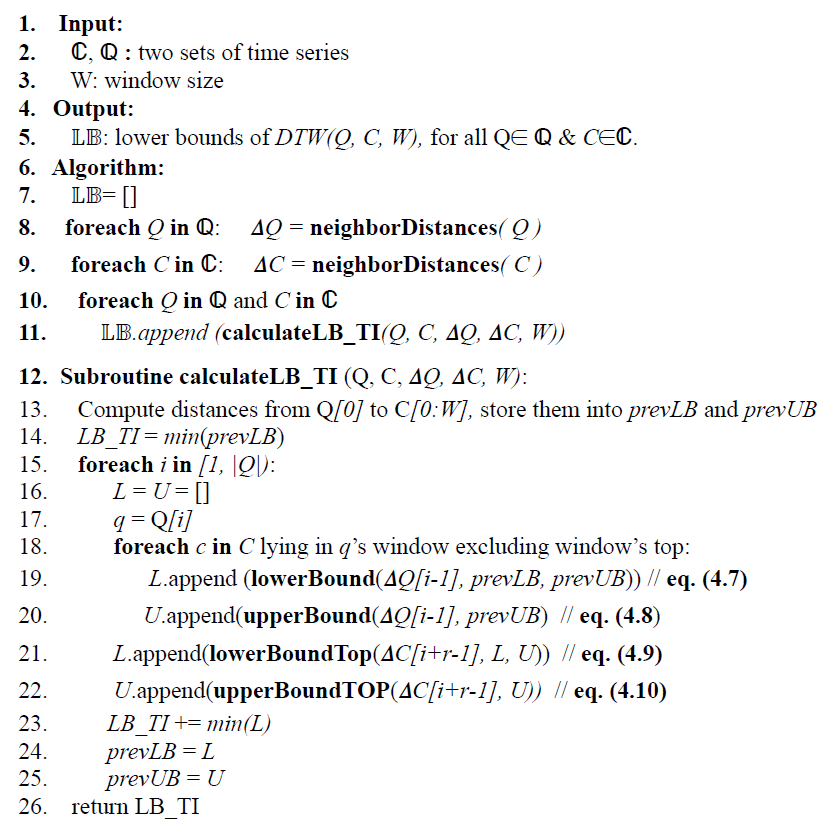 1. Input:
2. ℂ, ℚ : two sets of time series
3. W: window size
4. Output:
5. 𝕃𝔹: lower bounds of DTW(Q, C, W), for all Q∈ ℚ & C∈ℂ.
6. Algorithm:
7. 𝕃𝔹= []
8. foreach Q in ℚ: ΔQ = neighborDistances( Q )
9. foreach C in ℂ: ΔC = neighborDistances( C )
10. foreach Q in ℚ and C in ℂ
11. 𝕃𝔹.append (calculateLB_TI(Q, C, ΔQ, ΔC, W))
12. Subroutine calculateLB_TI (Q, C, ΔQ, ΔC, W):
13. Compute distances from Q[0] to C[0:W], store them into prevLB and prevUB
14. LB_TI = min(prevLB)
15. foreach i in [1, |Q|):
16. L = U = []
17. q = Q[i]
18. foreach c in C lying in q's window excluding window's top:
19. L.append (lowerBound(ΔQ[i-1], prevLB, prevUB)) // eq. (4.7)
20. U.append(upperBound(ΔQ[i-1], prevUB) // eq. (4.8)
21. L.append(lowerBoundTop(ΔC[i+r-1], L, U)) // eq. (4.9)
22. U.append(upperBoundTOP(ΔC[i+r-1], U)) // eq. (4.10)
23. LB_TI += min(L)
24. prevLB = L
25. prevUB = U
26. return LB_TI